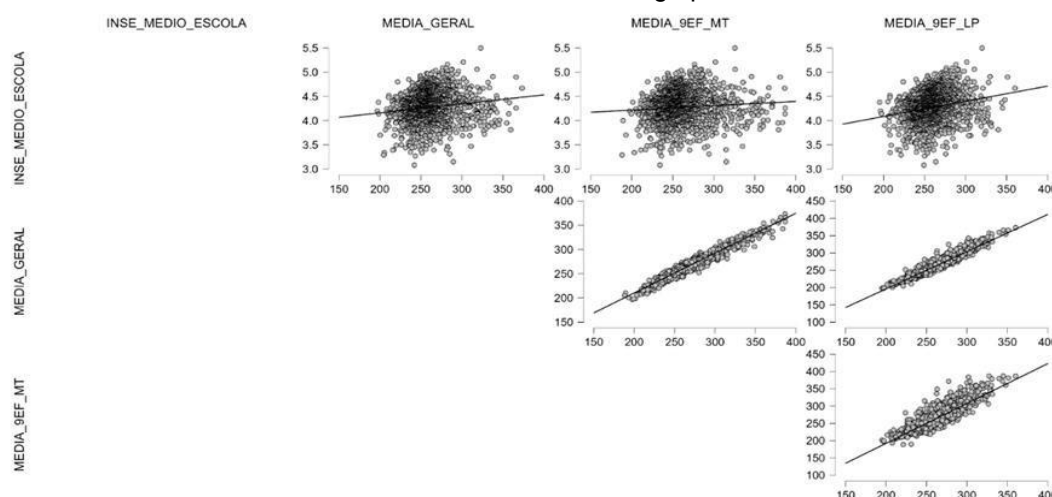 INSE_MEDIO_ESCOLA MEDIA_GERAL MEDIA_9EF_MT MEDIA_9EF_LP
INSE_MEDIO_ESCOLA
5.5 5.5 5.5
5.0 5.0 5.0
4.5 4.5 4.5
4.0 4.0 4.0
3.5 3.5 3.5
3.0 3.0 3.0
150 200 250 300 350 400 150 200 250 300 350 400 150 200 250 300 350 400
MEDIA_GERAL
400 450
350 400
300 350
250 300
200 250
150 200
150
100
150 200 250 300 350 400 150 200 250 300 350 400
MEDIA_9EF_MT
450
400
350
300
250
200
150
100
150 200 250 300 350 400